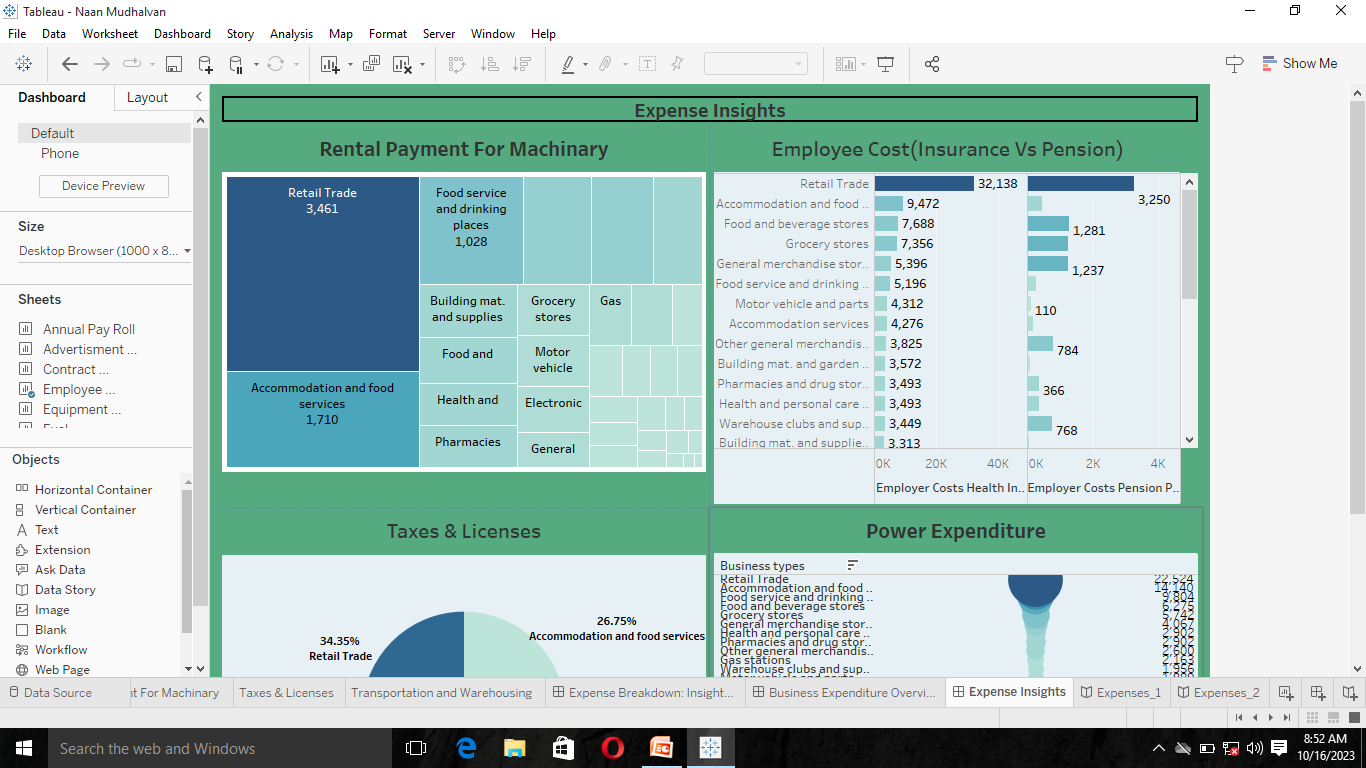 Tableau - Naan Mudhalvan
File Data Worksheet Dashboard Story Analysis Map Format Server Window Help
Show Me
Dashboard Layout
Default
Phone
Device Preview
Size
Desktop Browser (1000 x 8...
Sheets
Annual Pay Roll
Advertisment ...
Contract ...
Employee ...
Equipment ...
Objects
Horizontal Container
Vertical Container
Text
Extension
Ask Data
Data Story
Image
Blank
Workflow
Web Page
Expense Insights
Rental Payment For Machinary
Retail Trade
3,461
Food service
and drinking
places
1,028
Building mat.
and supplies
Grocery
stores
Gas
Food and
Motor
vehicle
Accommodation and food
services
1,710
Health and
Electronic
Pharmacies
General
Employee Cost(Insurance Vs Pension)
Retail Trade 32,138 3,250
Accommodation and food .. 9,472
Food and beverage stores 7,688 1,281
Grocery stores 7,356
General merchandise stor.. 5,396 1,237
Food service and drinking .. 5,196
Motor vehicle and parts 4,312 110
Accommodation services 4,276
Other general merchandis.. 3,825 784
Building mat. and garden .. 3,572
Pharmacies and drug stor.. 3,493 366
Health and personal care .. 3,493
Warehouse clubs and sup.. 3,449 768
Building mat. and supplie.. 3,313
0K 20K 40K 0K 2K 4K
Employer Costs Health In.. Employer Costs Pension P..
Taxes & Licenses
34.35%
Retail Trade
26.75%
Accommodation and food services
Power Expenditure
Business types
Retail Trade 22,524
Accommodation and food .. 14,140
Food service and drinking .. 9,804
Food and beverage stores 6,275
Grocery stores 5,742
General merchandise stor.. 4,067
Health and personal care .. 2,902
Pharmacies and drug stor.. 2,902
Other general merchandis.. 2,600
Gas stations 2,163
Warehouse clubs and sup.. 1,956
Data Source t For Machinary Taxes & Licenses Transportation and Warehousing Expense Breakdown: Insight... Business Expenditure Overvi... Expense Insights Expenses_1 Expenses_2
Search the web and Windows
8:52 AM
10/16/2023